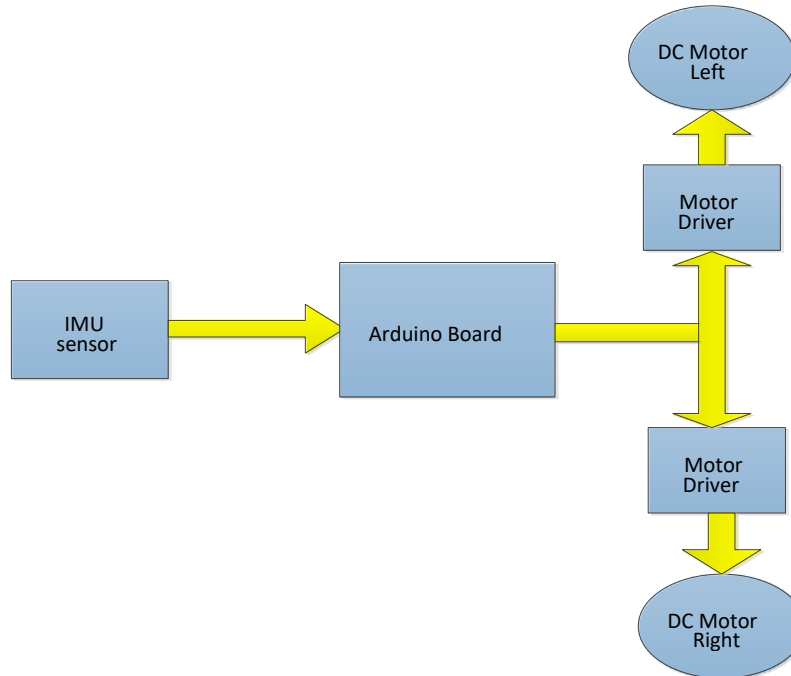 DC Motor
Left
Motor
Driver
IMU
sensor
Arduino Board
Motor
Driver
DC Motor
Right